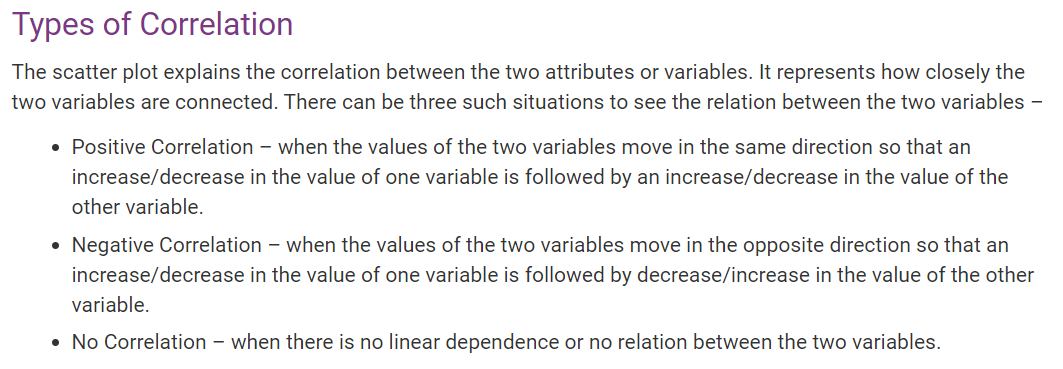 Types of Correlation
The scatter plot explains the correlation between the two attributes or variables. It represents how closely the
two variables are connected. There can be three such situations to see the relation between the two variables –
• Positive Correlation – when the values of the two variables move in the same direction so that an
increase/decrease in the value of one variable is followed by an increase/decrease in the value of the
other variable.
• Negative Correlation – when the values of the two variables move in the opposite direction so that an
increase/decrease in the value of one variable is followed by decrease/increase in the value of the other
variable.
• No Correlation – when there is no linear dependence or no relation between the two variables.